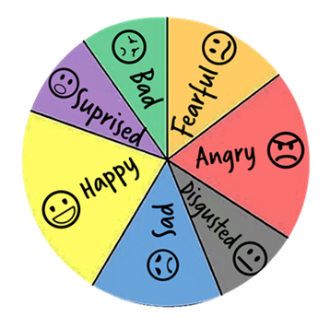 Bad
Fearful
Angry
Disgusted
Sad
Happy
Suprised